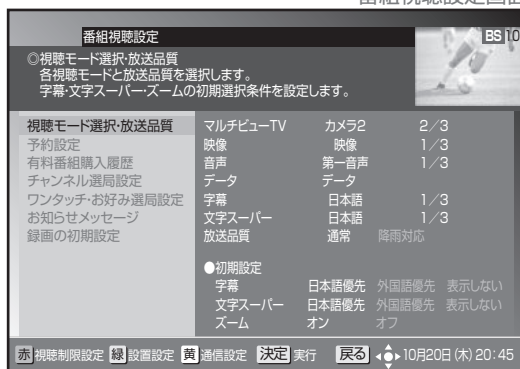 番組視聴設定
BS 10
◎視聴モード選択・放送品質
各視聴モードと放送品質を選択します。
字幕・文字スーパー・ズームの初期選択条件を設定します。
視聴モード選択・放送品質
予約設定
有料番組購入履歴
チャンネル選局設定
ワンタッチ・お好み選局設定
お知らせメッセージ
録画の初期設定
マルチビューTV カメラ2 2/3
映像 映像 1/3
音声 第一音声 1/3
データ データ
字幕 日本語 1/3
文字スーパー 日本語 1/3
放送品質 通常 降雨対応
●初期設定
字幕 日本語優先 外国語優先 表示しない
文字スーパー 日本語優先 外国語優先 表示しない
ズーム オン オフ
赤 視聴制限設定 緑 設置設定 黄 通信設定 決定 実行 戻る 10月20日(木)20:45